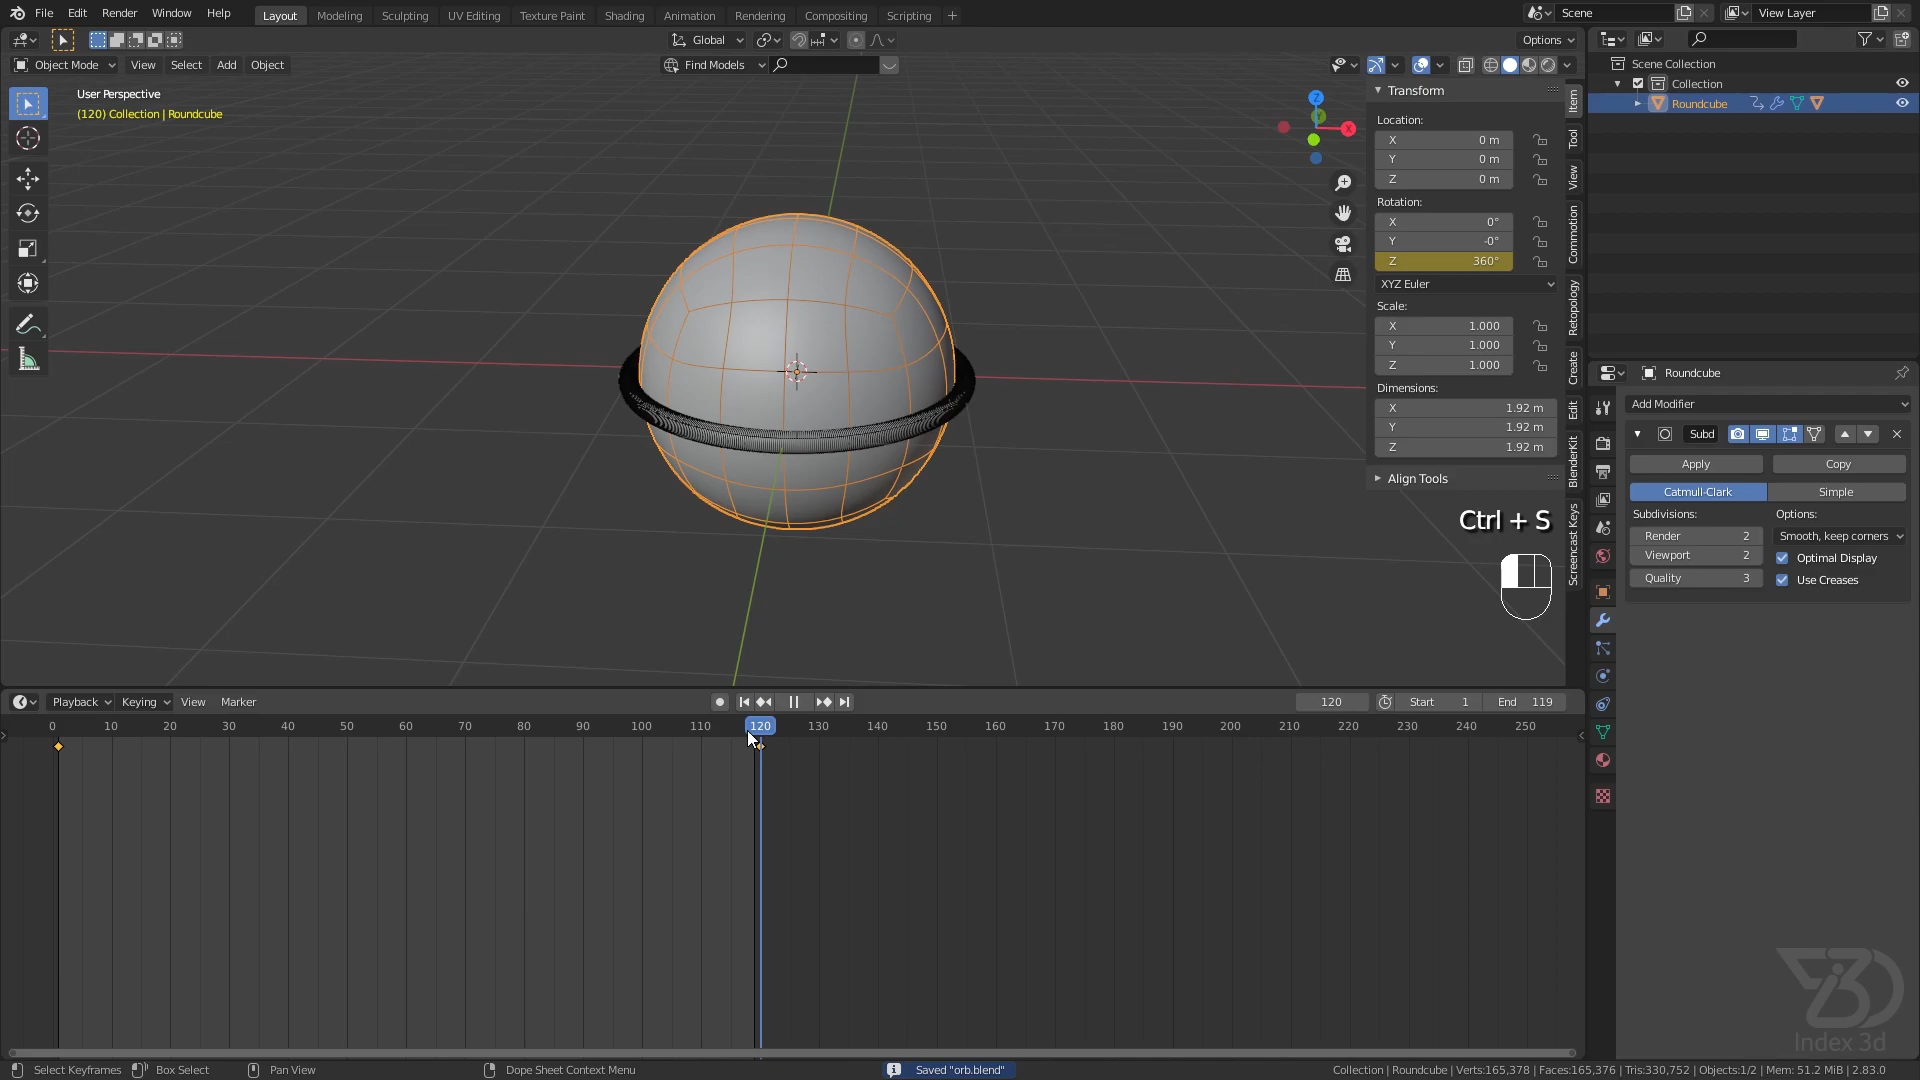 File Edit Render Window Help
Layout Modeling Sculpting UV Editing Texture Paint Shading Animation Rendering Compositing Scripting +
Scene
View Layer
Global
Options
Object Mode View Select Add Object
Find Models
User Perspective
(120) Collection | Roundcube
Z
X
Transform
Location:
X 0 m
Y 0 m
Z 0 m
Rotation:
X 0°
Y -0°
Z 360°
XYZ Euler
Scale:
X 1.000
Y 1.000
Z 1.000
Dimensions:
X 1.92 m
Y 1.92 m
Z 1.92 m
Align Tools
Item
Tool
View
Commotion
Retopology
Create
Edit
BlenderKit
Screencast Keys
Ctrl + S
Scene Collection
Collection
Roundcube
Roundcube
Add Modifier
Subd
Apply Copy
Catmull-Clark Simple
Subdivisions: Options:
Render 2 Smooth, keep corners
Viewport 2 Optimal Display
Quality 3 Use Creases
Playback Keying View Marker
120 Start 1 End 119
0 10 20 30 40 50 60 70 80 90 100 110 120 130 140 150 160 170 180 190 200 210 220 230 240 250
Index 3d
Select Keyframes Box Select Pan View Dope Sheet Context Menu
Saved "orb.blend"
Collection | Roundcube | Verts:165,378 | Faces:165,376 | Tris:330,752 | Objects:1/2 | Mem: 51.2 MiB | 2.83.0